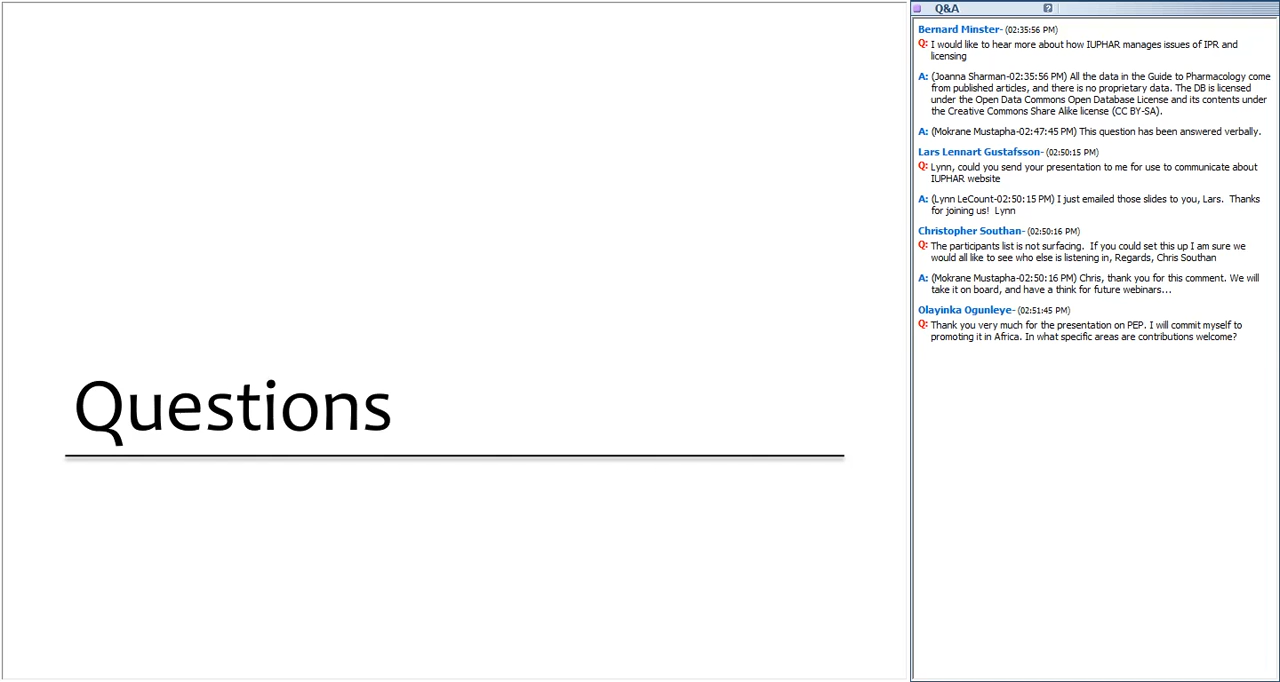 Questions
Q&A
Bernard Minster- (02:35:56 PM)
Q: I would like to hear more about how IUPHAR manages issues of IPR and
licensing
A: (Joanna Sharman-02:35:56 PM) All the data in the Guide to Pharmacology come
from published articles, and there is no proprietary data. The DB is licensed
under the Open Data Commons Open Database License and its contents under
the Creative Commons Share Alike license (CC BY-SA).
A: (Mokrane Mustapha-02:47:45 PM) This question has been answered verbally.
Lars Lennart Gustafsson- (02:50:15 PM)
Q: Lynn, could you send your presentation to me for use to communicate about
IUPHAR website
A: (Lynn LeCount-02:50:15 PM) I just emailed those slides to you, Lars.  Thanks
for joining us!  Lynn
Christopher Southan- (02:50:16 PM)
Q: The participants list is not surfacing.  If you could set this up I am sure we
would all like to see who else is listening in, Regards, Chris Southan
A: (Mokrane Mustapha-02:50:16 PM) Chris, thank you for this comment. We will
take it on board, and have a think for future webinars...
Olayinka Ogunleye- (02:51:45 PM)
Q: Thank you very much for the presentation on PEP. I will commit myself to
promoting it in Africa. In what specific areas are contributions welcome?